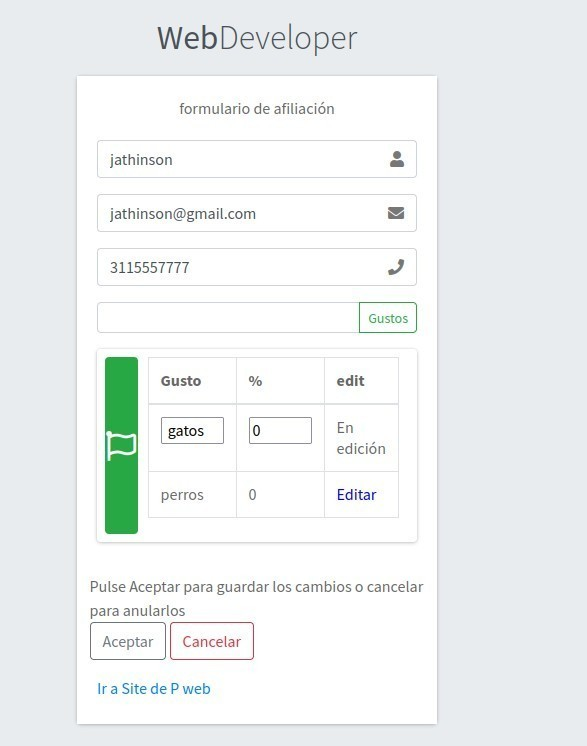 WebDeveloper
formulario de afiliación
jathinson
jathinson@gmail.com
3115557777
Gustos
Gusto % edit
gatos 0 En
edición
perros 0 Editar
Pulse Aceptar para guardar los cambios o cancelar
para anularlos
Aceptar Cancelar
Ir a Site de P web